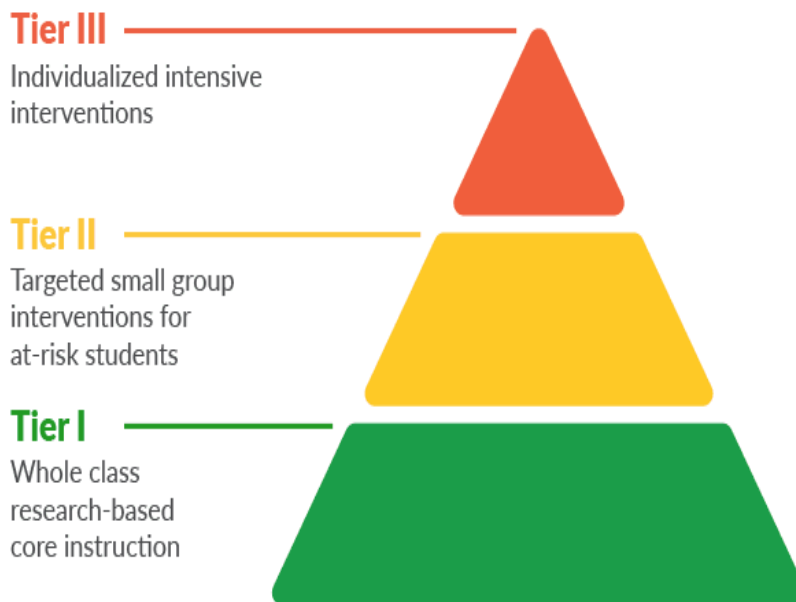 Tier III
Individualized intensive
interventions
Tier II
Targeted small group
interventions for
at-risk students
Tier I
Whole class
research-based
core instruction